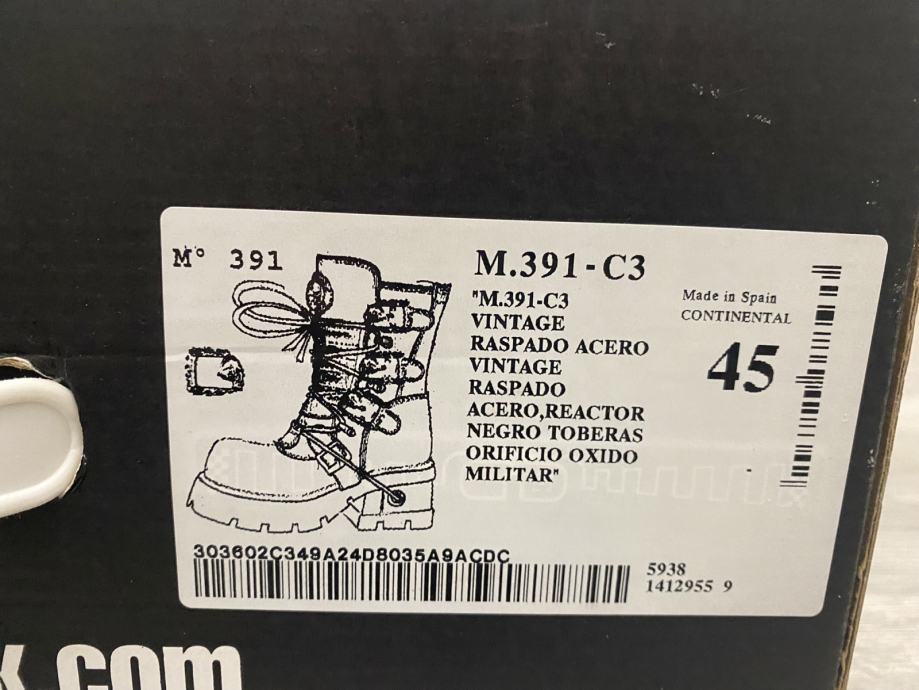 M° 391
M.391-C3
"M.391-C3
VINTAGE
RASPADO ACERO
VINTAGE
RASPADO
ACERO,REACTOR
NEGRO TOBERAS
ORIFICIO OXIDO
MILITAR"
Made in Spain
CONTINENTAL
45
303602C349A24D8035A9ACDC
5938
1412955 9
k.com